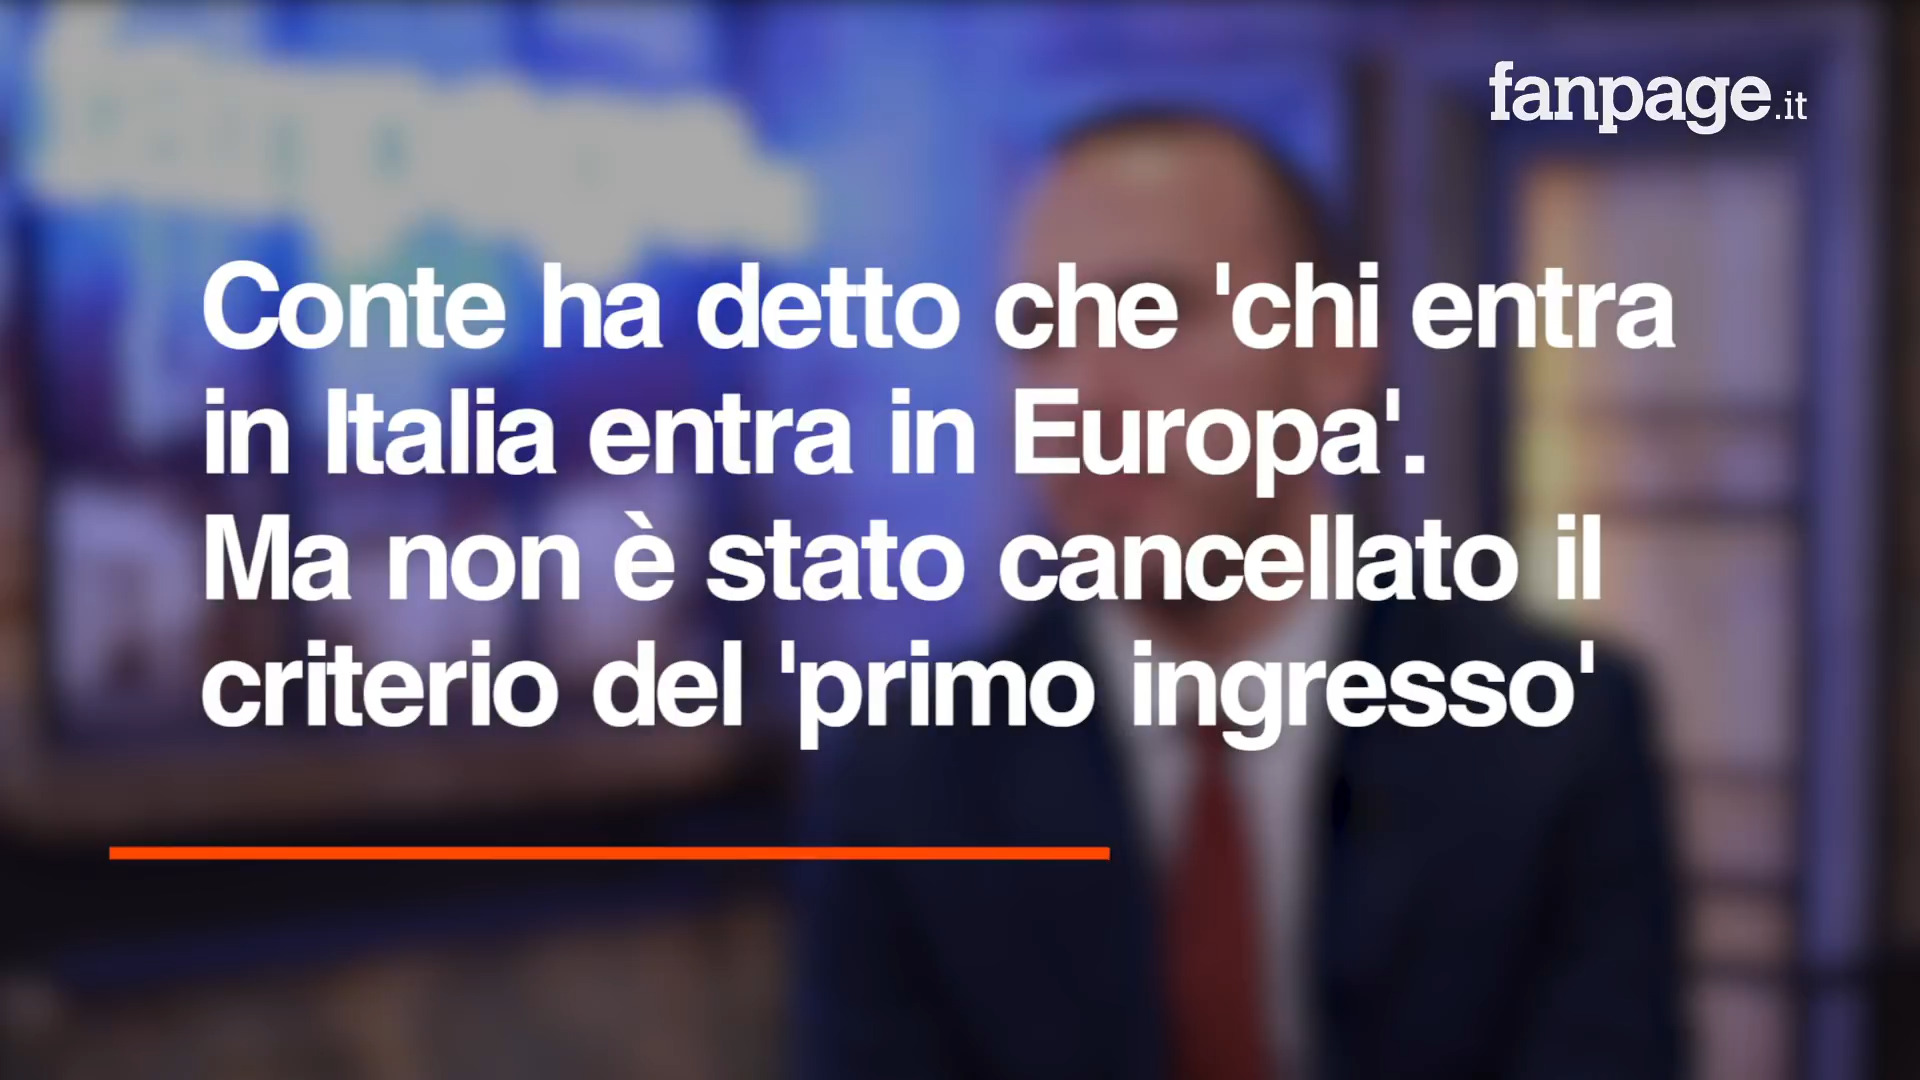 fanpage.it
Conte ha detto che 'chi entra
in Italia entra in Europa'.
Ma non è stato cancellato il
criterio del 'primo ingresso'